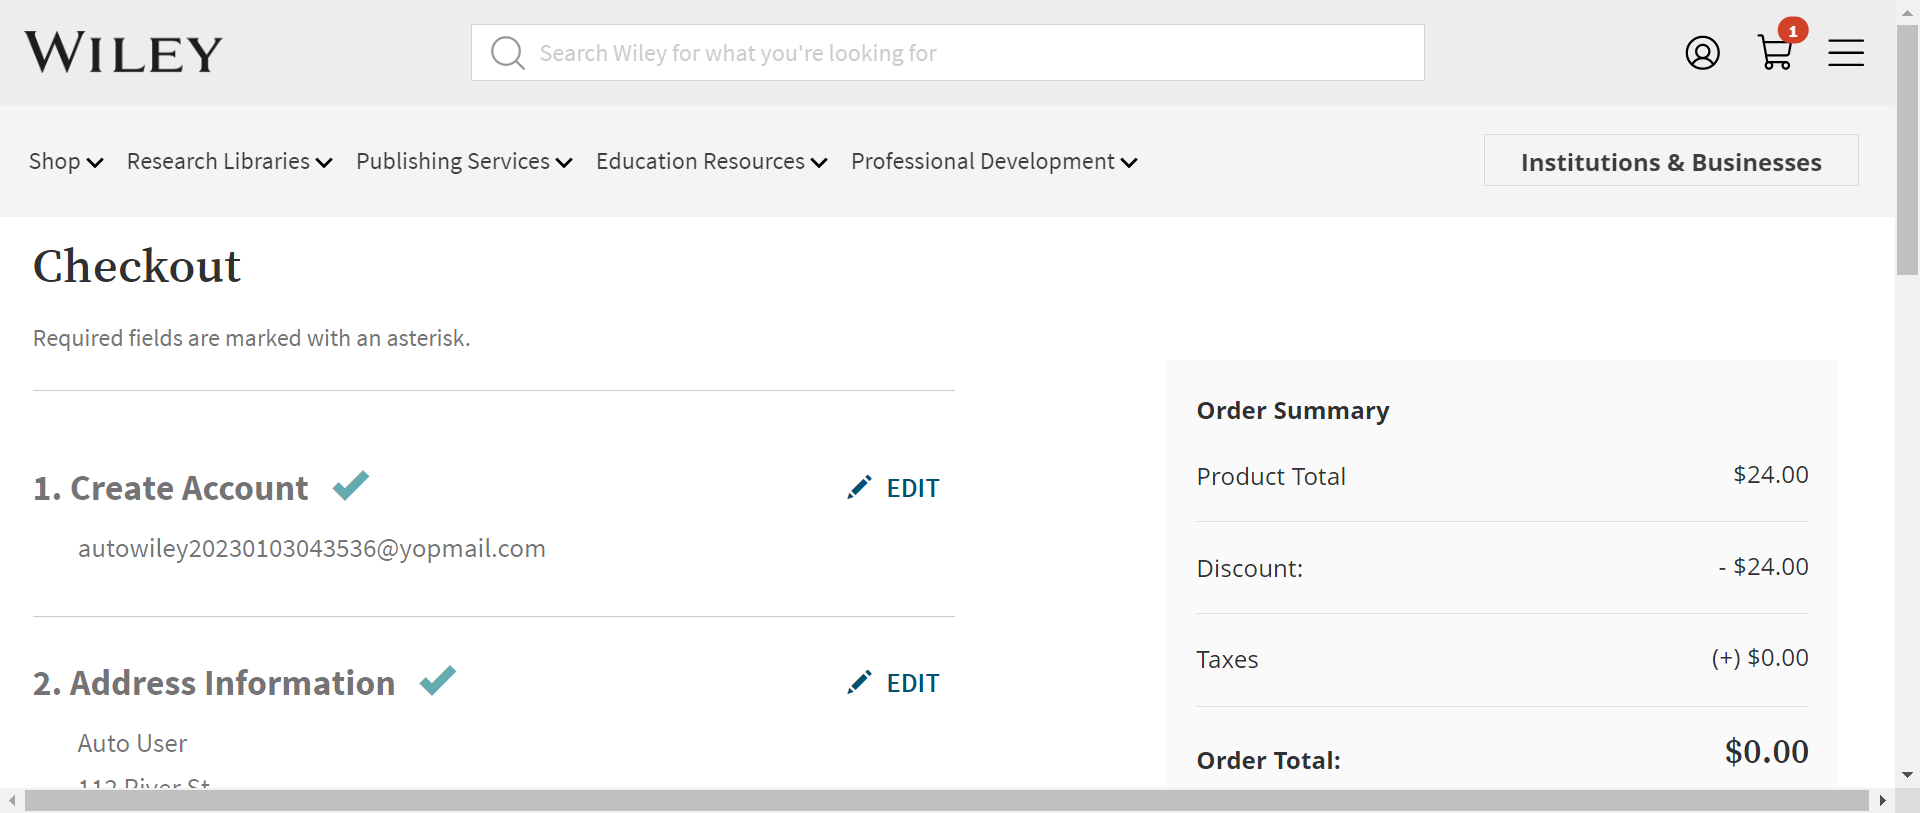 WILEY
Search Wiley for what you're looking for
1
Shop Research Libraries Publishing Services Education Resources Professional Development
Institutions & Businesses
Checkout
Required fields are marked with an asterisk.
1. Create Account
EDIT
autowiley20230103043536@yopmail.com
2. Address Information
EDIT
Auto User
112 River St
Order Summary
Product Total $24.00
Discount: - $24.00
Taxes (+) $0.00
Order Total: $0.00